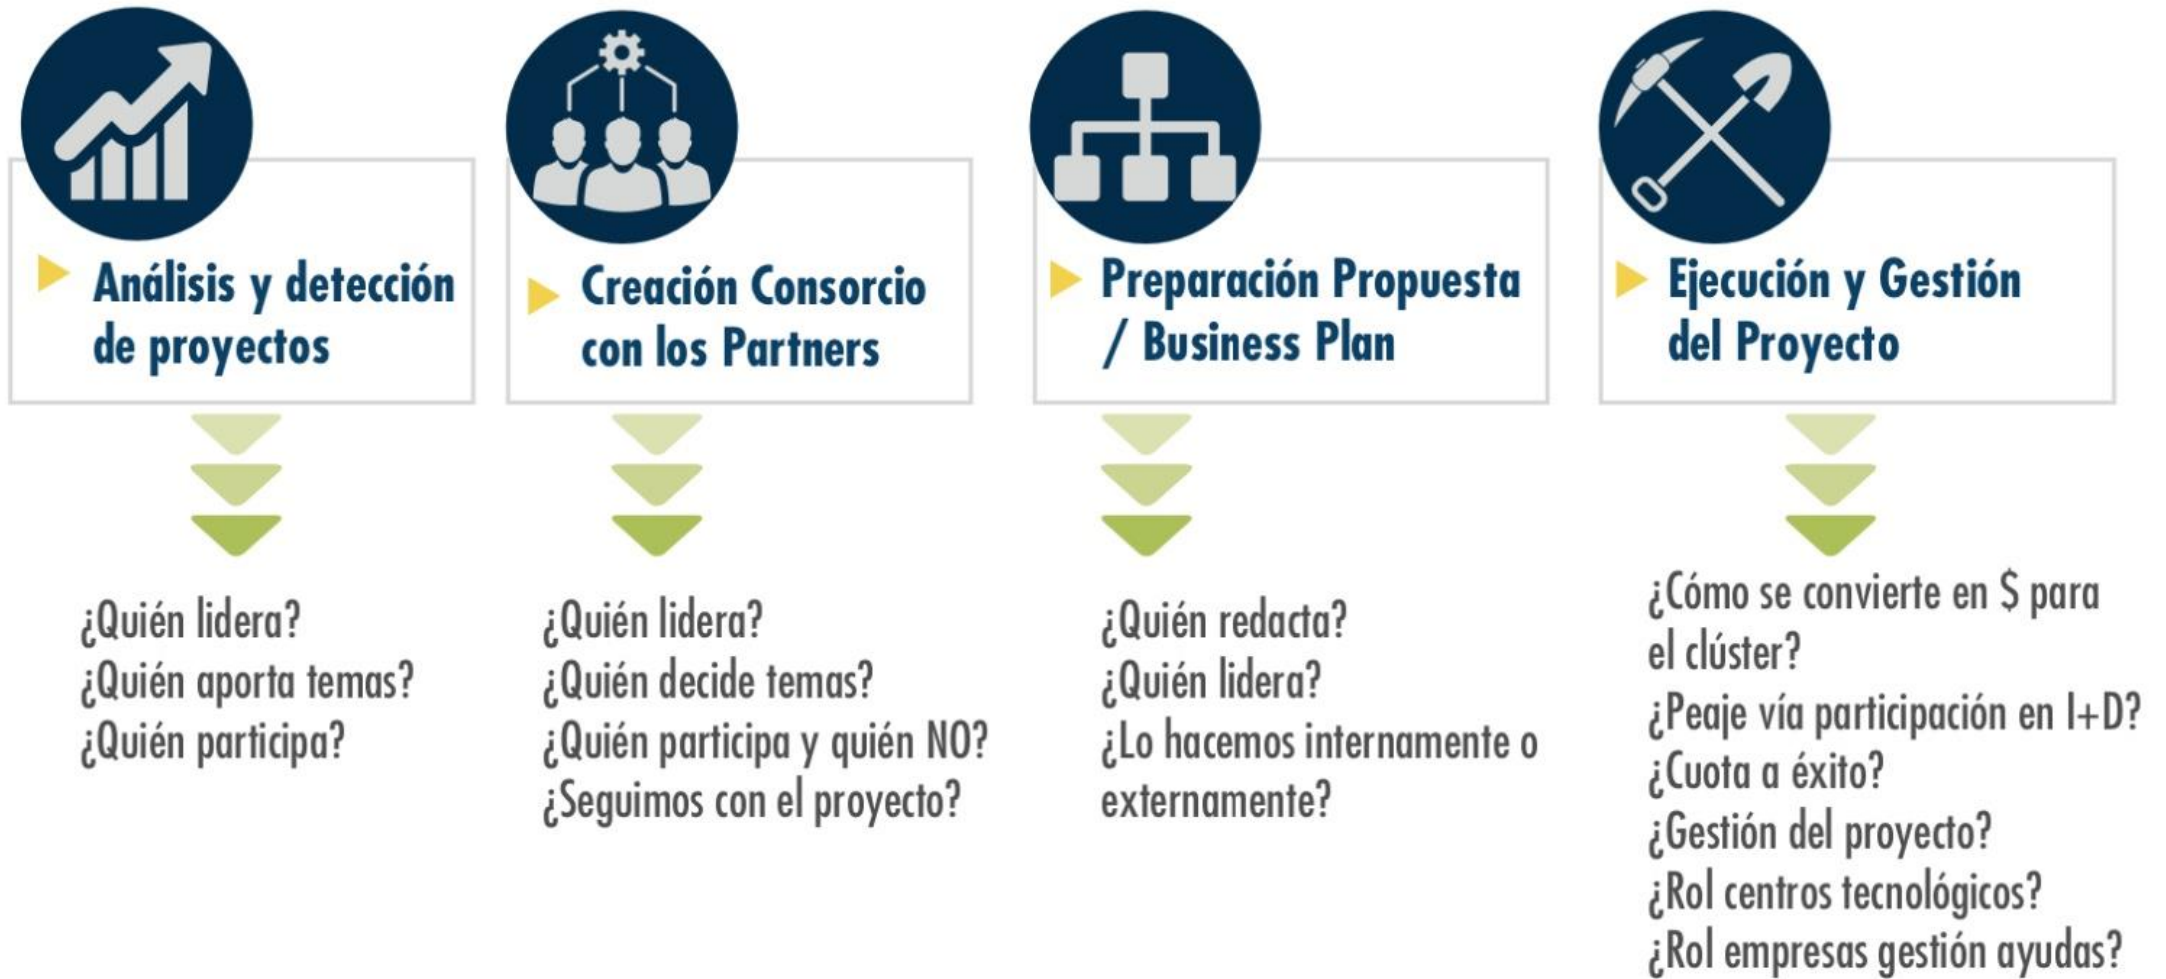 Análisis y detección
de proyectos
¿Quién lidera?
¿Quién aporta temas?
¿Quién participa?
Creación Consorcio
con los Partners
¿Quién lidera?
¿Quién decide temas?
¿Quién participa y quién NO?
¿Seguimos con el proyecto?
Preparación Propuesta
/ Business Plan
¿Quién redacta?
¿Quién lidera?
¿Lo hacemos internamente o
externamente?
Ejecución y Gestión
del Proyecto
¿Cómo se convierte en $ para
el clúster?
¿Peaje vía participación en I+D?
¿Cuota a éxito?
¿Gestión del proyecto?
¿Rol centros tecnológicos?
¿Rol empresas gestión ayudas?